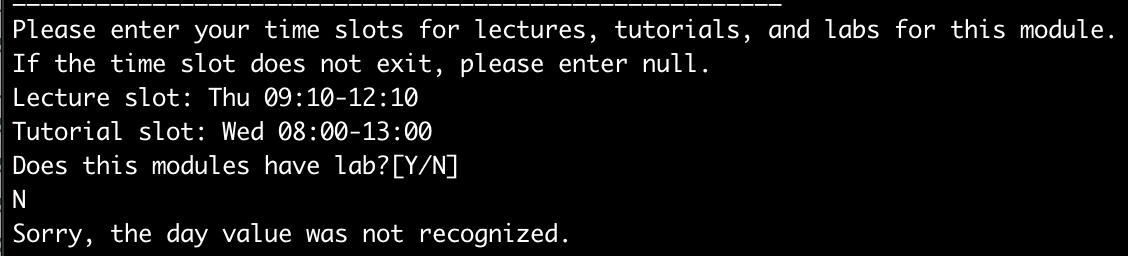 Please enter your time slots for lectures, tutorials, and labs for this module.
If the time slot does not exit, please enter null.
Lecture slot: Thu 09:10-12:10
Tutorial slot: Wed 08:00-13:00
Does this modules have lab?[Y/N]
N
Sorry, the day value was not recognized.